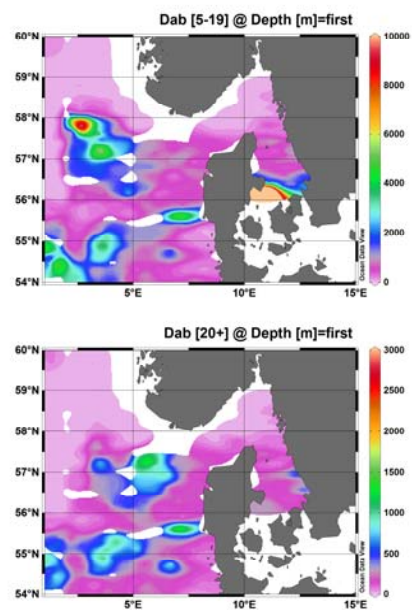 Dab [5-19] @ Depth [m]=first
60°N
59°N
58°N
57°N
56°N
55°N
54°N
5°E
10°E
15°E
10000
8000
6000
4000
2000
0
Ocean Data View
Dab [20+] @ Depth [m]=first
60°N
59°N
58°N
57°N
56°N
55°N
54°N
5°E
10°E
15°E
3000
2500
2000
1500
1000
500
0
Ocean Data View